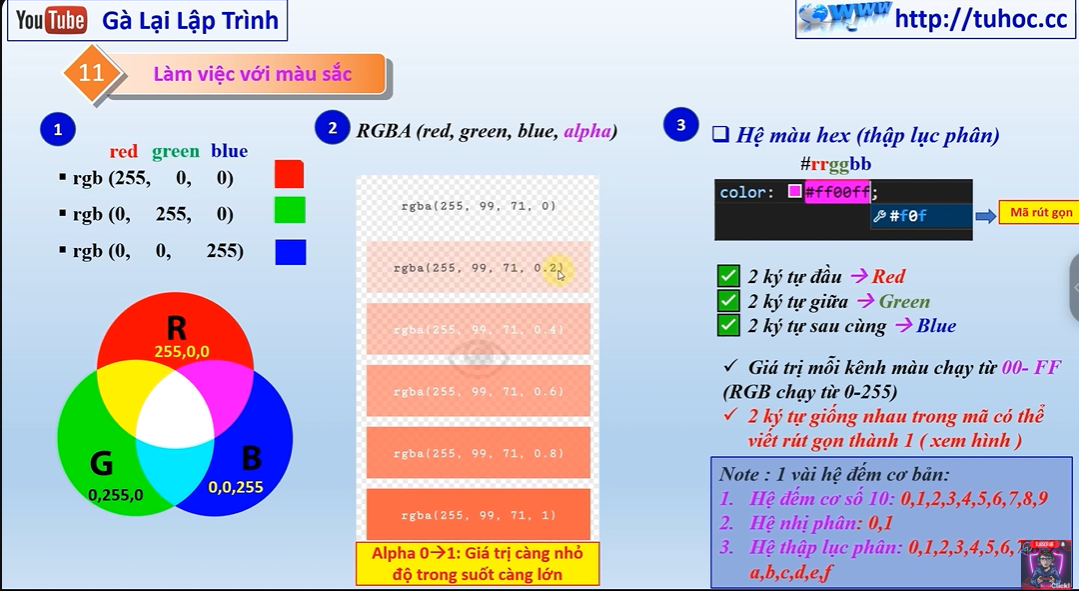 YouTube Gà Lại Lập Trình
http://tuhoc.cc
11 Làm việc với màu sắc
1
red green blue
rgb (255, 0, 0)
rgb (0, 255, 0)
rgb (0, 0, 255)
R
255,0,0
G
0,255,0
B
0,0,255
2 RGBA (red, green, blue, alpha)
rgba(255, 99, 71, 0)
rgba(255, 99, 71, 0.2)
rgba(255, 99, 71, 0.4)
rgba(255, 99, 71, 0.6)
rgba(255, 99, 71, 0.8)
rgba(255, 99, 71, 1)
Alpha 0→1: Giá trị càng nhỏ
độ trong suốt càng lớn
3 Hệ màu hex (thập lục phân)
#rrggbb
color: #ff00ff;
#f0f
Mã rút gọn
2 ký tự đầu → Red
2 ký tự giữa → Green
2 ký tự sau cùng → Blue
Giá trị mỗi kênh màu chạy từ 00- FF
(RGB chạy từ 0-255)
2 ký tự giống nhau trong mã có thể
viết rút gọn thành 1 ( xem hình )
Note : 1 vài hệ đếm cơ bản:
1. Hệ đếm cơ số 10: 0,1,2,3,4,5,6,7,8,9
2. Hệ nhị phân: 0,1
3. Hệ thập lục phân: 0,1,2,3,4,5,6,7
a,b,c,d,e,f
Click!